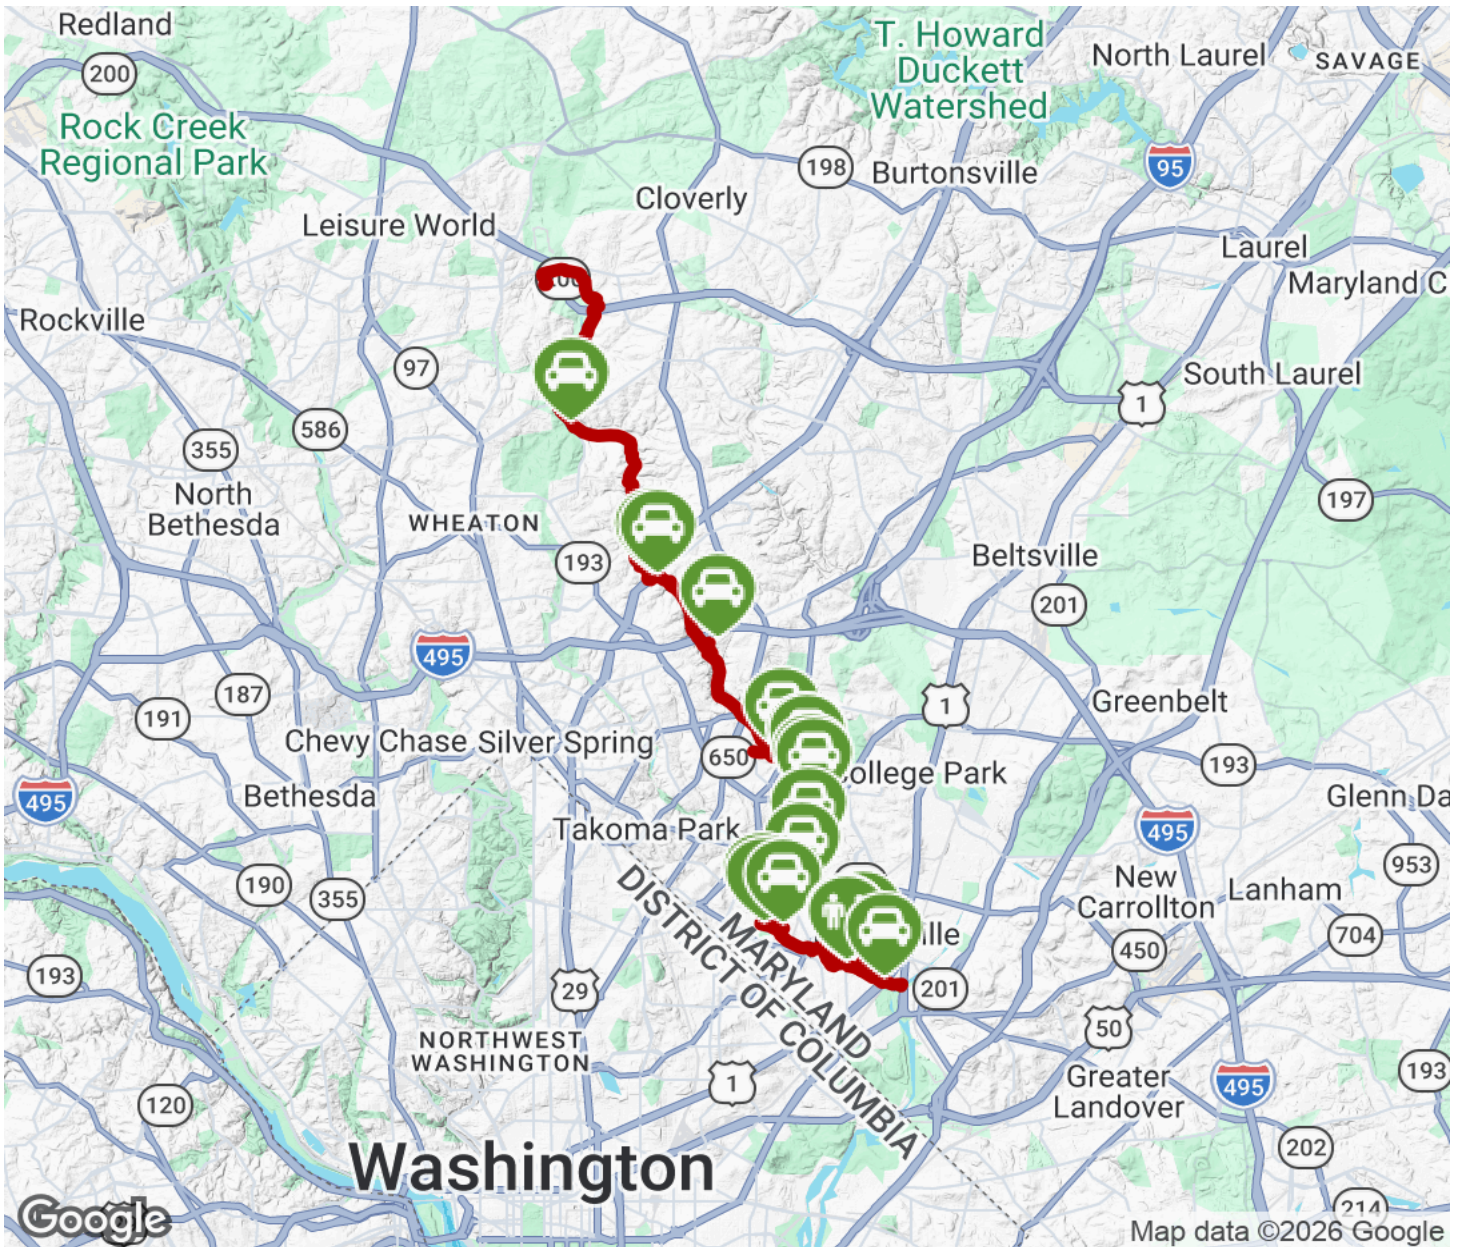 Redland
200
T. Howard
Duckett
Watershed
North Laurel
SAVAGE
Rock Creek
Regional Park
198
Burtonsville
95
Cloverly
Leisure World
Laurel
Maryland C
Rockville
97
South Laurel
1
586
355
North
Bethesda
197
WHEATON
193
Beltsville
201
495
187
191
Greenbelt
1
Chevy Chase
Silver Spring
650
ollege Park
193
495
Bethesda
Glenn Da
Takoma Park
495
190
355
New
Carrollton
Lanham
953
704
450
lle
MARYLAND
DISTRICT OF COLUMBIA
193
29
201
50
NORTHWEST
WASHINGTON
1
Greater
Landover
495
193
120
202
Washington
214
Google
Map data ©2026 Google